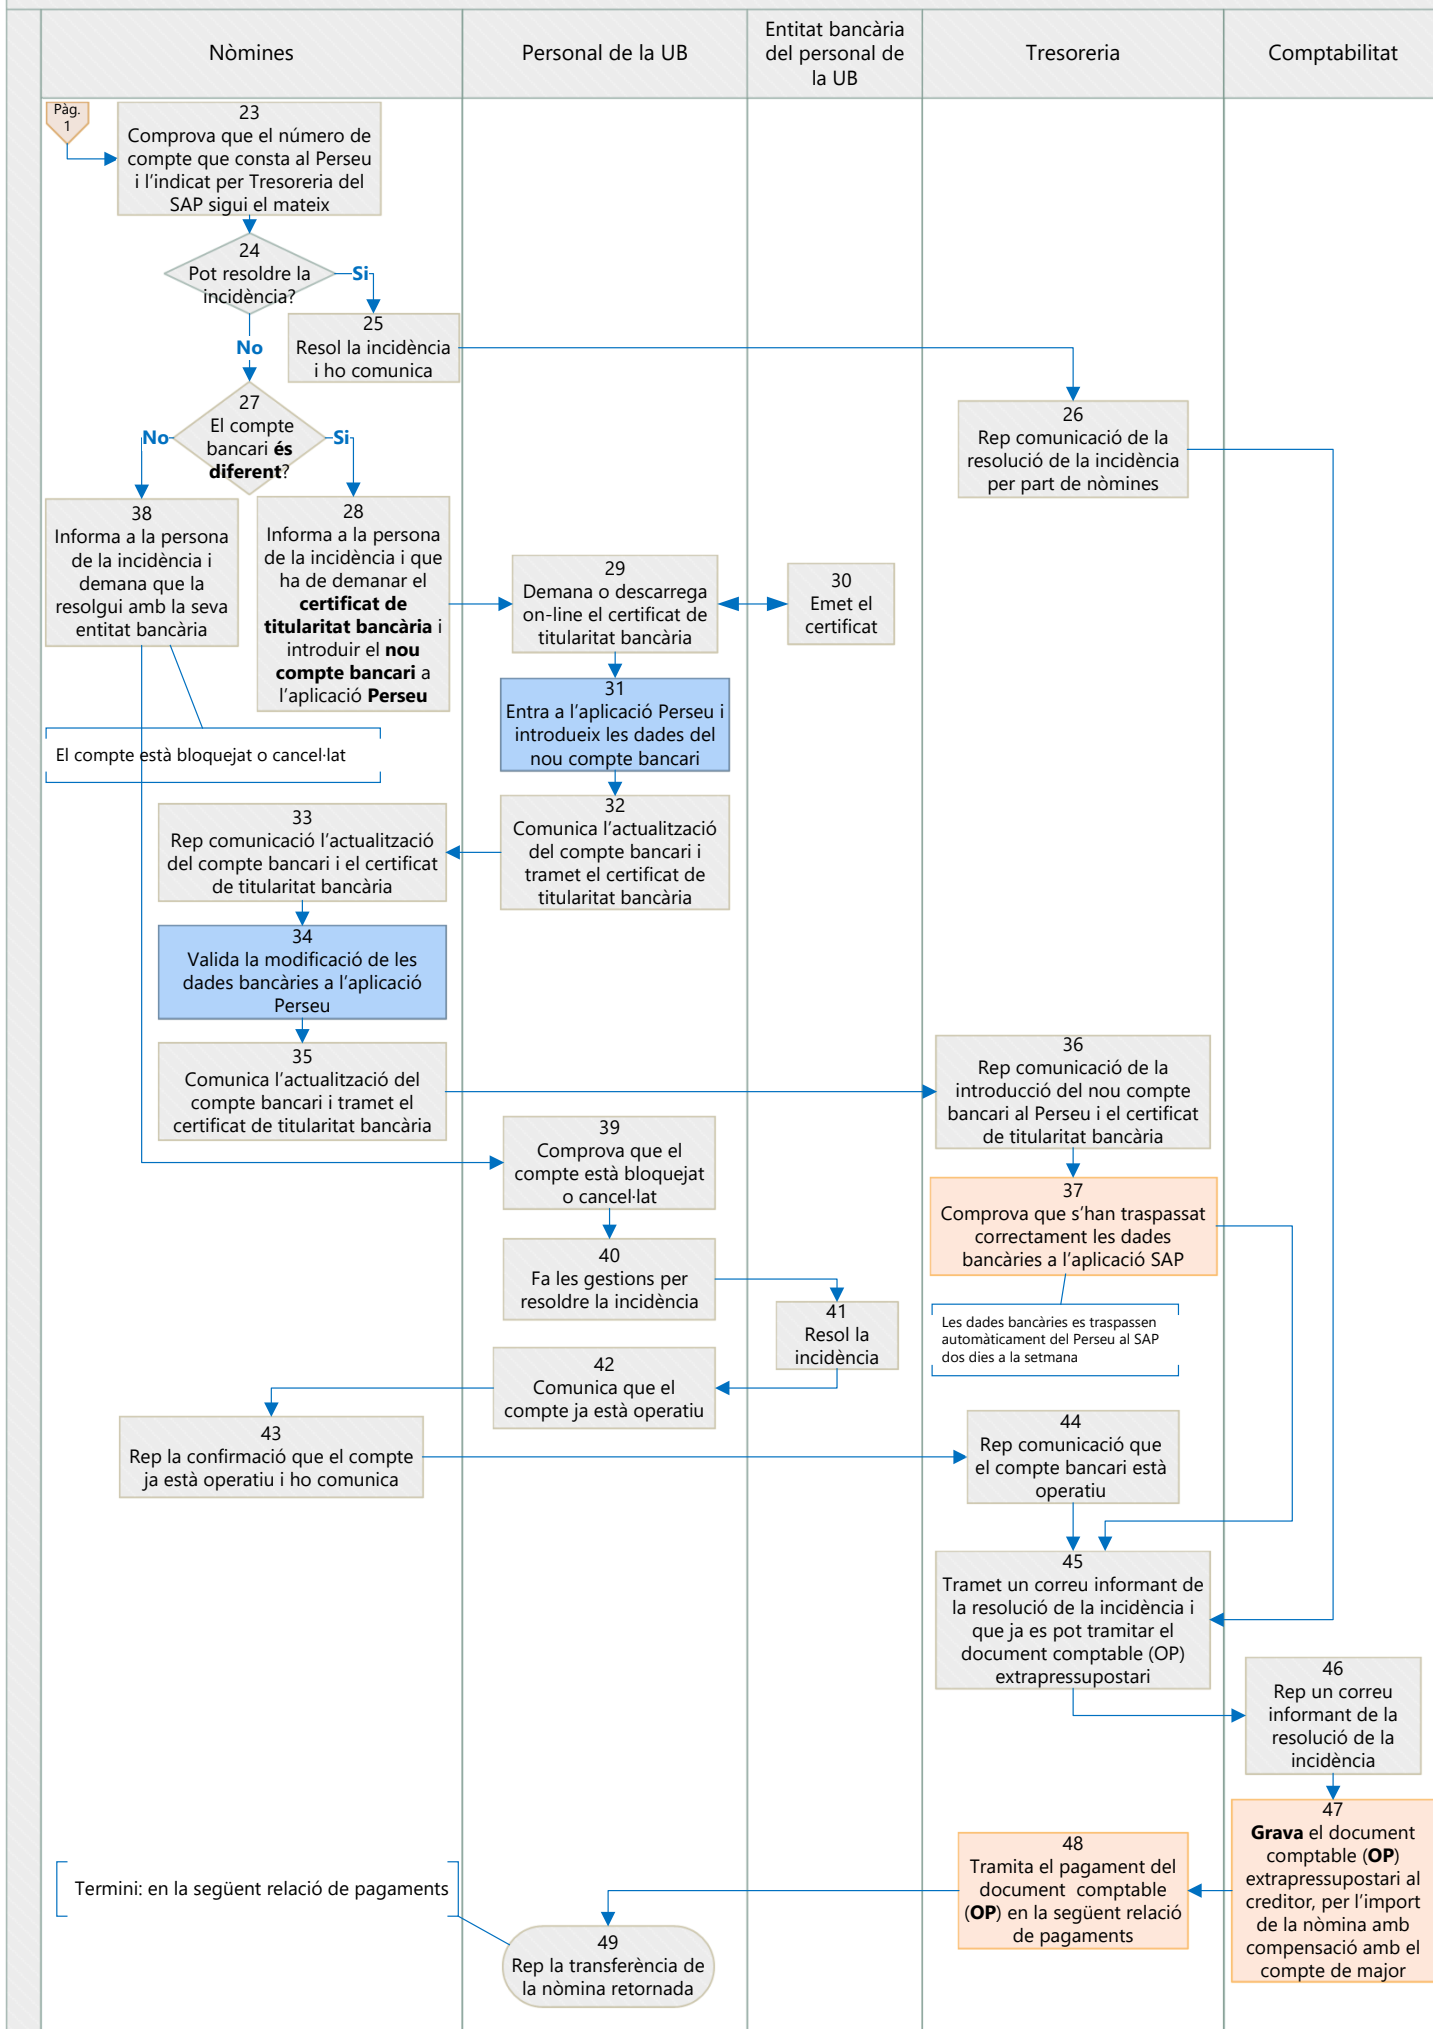 Nòmines
Personal de la UB
Entitat bancària
del personal de
la UB
Tresoreria
Comptabilitat
Pàg.
1
23
Comprova que el número de
compte que consta al Perseu
i l'indicat per Tresoreria del
SAP sigui el mateix
24
Pot resoldre la
incidència?
Si
No
25
Resol la incidència
i ho comunica
26
Rep comunicació de la
resolució de la incidència
per part de nòmines
27
El compte
bancari és
diferent?
No
Si
38
Informa a la persona
de la incidència i
demana que la
resolgui amb la seva
entitat bancària
28
Informa a la persona
de la incidència i que
ha de demanar el
certificat de
titularitat bancària i
introduir el nou
compte bancari a
l'aplicació Perseu
29
Demana o descarrega
on-line el certificat de
titularitat bancària
30
Emet el
certificat
31
Entra a l'aplicació Perseu i
introdueix les dades del
nou compte bancari
El compte està bloquejat o cancel·lat
32
Comunica l'actualització
del compte bancari i
tramet el certificat de
titularitat bancària
33
Rep comunicació l'actualització
del compte bancari i el certificat
de titularitat bancària
34
Valida la modificació de les
dades bancàries a l'aplicació
Perseu
35
Comunica l'actualització del
compte bancari i tramet el
certificat de titularitat bancària
36
Rep comunicació de la
introducció del nou compte
bancari al Perseu i el certificat
de titularitat bancària
39
Comprova que el
compte està bloquejat
o cancel·lat
37
Comprova que s'han traspassat
correctament les dades
bancàries a l'aplicació SAP
40
Fa les gestions per
resoldre la incidència
41
Resol la
incidència
Les dades bancàries es traspassen
automàticament del Perseu al SAP
dos dies a la setmana
42
Comunica que el
compte ja està operatiu
43
Rep la confirmació que el compte
ja està operatiu i ho comunica
44
Rep comunicació que
el compte bancari està
operatiu
45
Tramet un correu informant de
la resolució de la incidència i
que ja es pot tramitar el
document comptable (OP)
extrapressupostari
46
Rep un correu
informant de la
resolució de la
incidència
47
Grava el document
comptable (OP)
extrapressupostari al
creditor, per l'import
de la nòmina amb
compensació amb el
compte de major
48
Tramita el pagament del
document comptable
(OP) en la següent relació
de pagaments
Termini: en la següent relació de pagaments
49
Rep la transferència de
la nòmina retornada